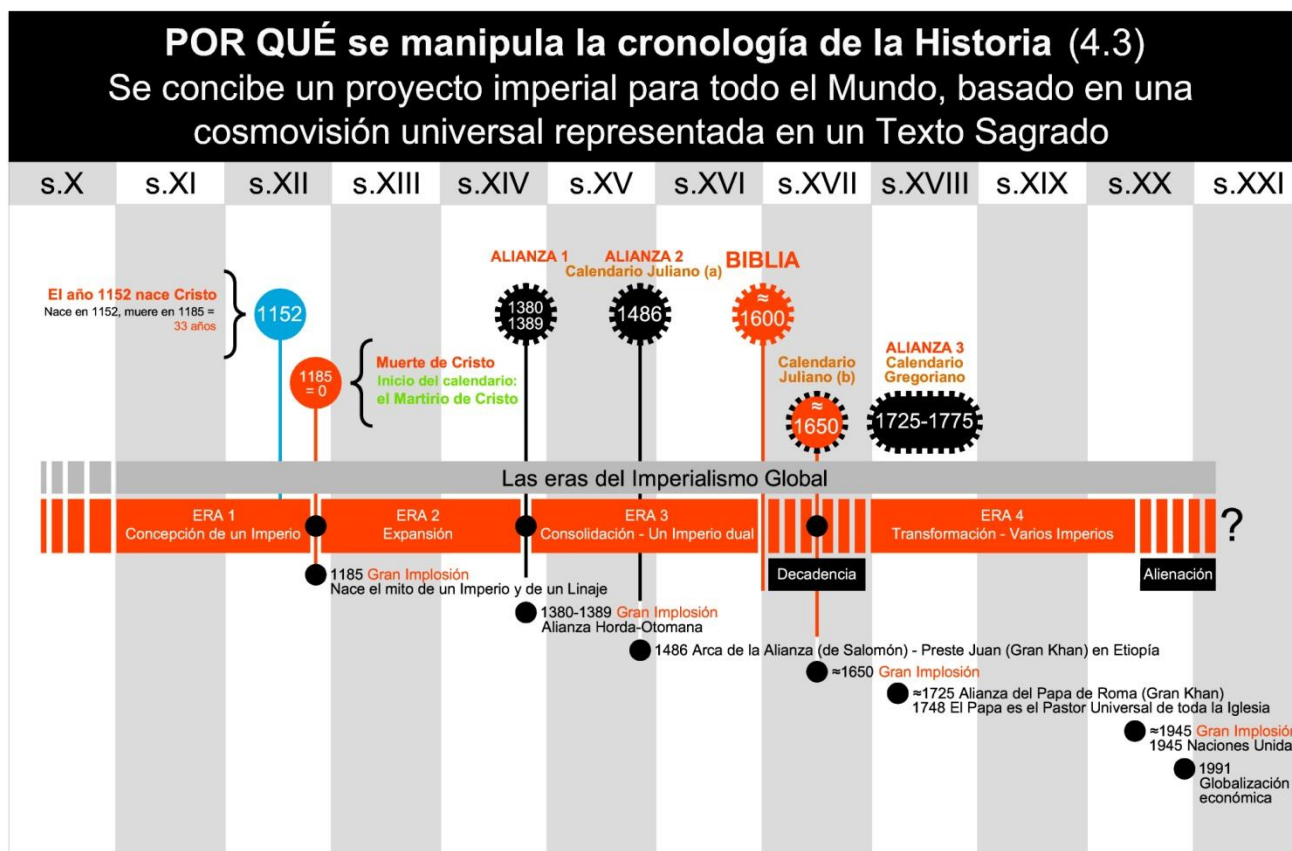 POR QUÉ se manipula la cronología de la Historia (4.3)
Se concibe un proyecto imperial para todo el Mundo, basado en una
cosmovisión universal representada en un Texto Sagrado
s.X s.XI s.XII s.XIII s.XIV s.XV s.XVI s.XVII s.XVIII s.XIX s.XX s.XXI
El año 1152 nace Cristo
Nace en 1152, muere en 1185 =
33 años
1152
1185
= 0
Muerte de Cristo
Inicio del calendario:
el Martirio de Cristo
ALIANZA 1
1380
1389
ALIANZA 2
Calendario Juliano (a)
1486
BIBLIA
≈
1600
Calendario
Juliano (b)
≈
1650
ALIANZA 3
Calendario
Gregoriano
1725-1775
Las eras del Imperialismo Global
ERA 1
Concepción de un Imperio
ERA 2
Expansión
ERA 3
Consolidación - Un Imperio dual
ERA 4
Transformación - Varios Imperios
?
Decadencia
Alienación
1185 Gran Implosión
Nace el mito de un Imperio y de un Linaje
1380-1389 Gran Implosión
Alianza Horda-Otomana
1486 Arca de la Alianza (de Salomón) - Preste Juan (Gran Khan) en Etiopía
≈1650 Gran Implosión
≈1725 Alianza del Papa de Roma (Gran Khan)
1748 El Papa es el Pastor Universal de toda la Iglesia
≈1945 Gran Implosión
1945 Naciones Unida
1991
Globalización
económica